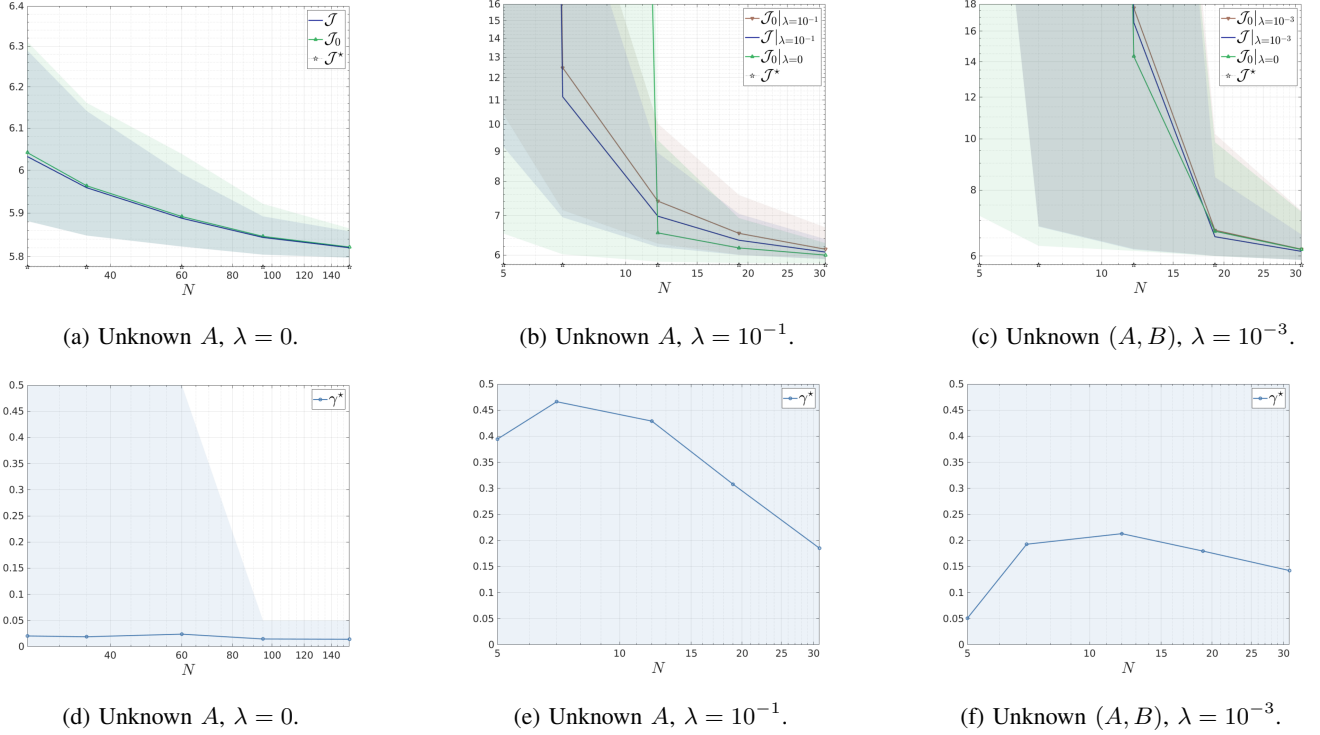 6.4
6.3
6.2
6.1
6
5.9
5.8
40 60 80 100 120 140
N
𝒥
𝒥₀
𝒥⋆
(a) Unknown A, λ = 0.
16
15
14
13
12
11
10
9
8
7
6
5 10 15 20 25 30
N
𝒥₀|λ=10⁻¹
𝒥|λ=10⁻¹
𝒥₀|λ=0
𝒥⋆
(b) Unknown A, λ = 10⁻¹.
18
16
14
12
10
8
6
5 10 15 20 25 30
N
𝒥₀|λ=10⁻³
𝒥|λ=10⁻³
𝒥₀|λ=0
𝒥⋆
(c) Unknown (A, B), λ = 10⁻³.
0.5
0.45
0.4
0.35
0.3
0.25
0.2
0.15
0.1
0.05
0
40 60 80 100 120 140
N
γ⋆
(d) Unknown A, λ = 0.
0.5
0.45
0.4
0.35
0.3
0.25
0.2
0.15
0.1
0.05
0
5 10 15 20 25 30
N
γ⋆
(e) Unknown A, λ = 10⁻¹.
0.5
0.45
0.4
0.35
0.3
0.25
0.2
0.15
0.1
0.05
0
5 10 15 20 25 30
N
γ⋆
(f) Unknown (A, B), λ = 10⁻³.